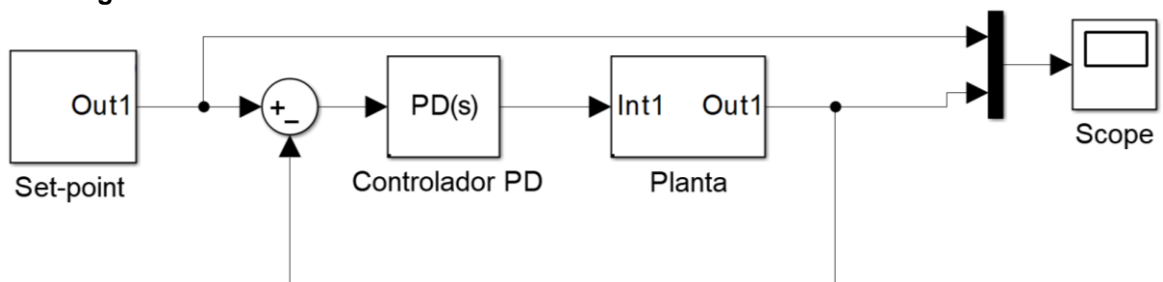 Out1
Set-point
+
_
PD(s)
Controlador PD
Int1 Out1
Planta
Scope